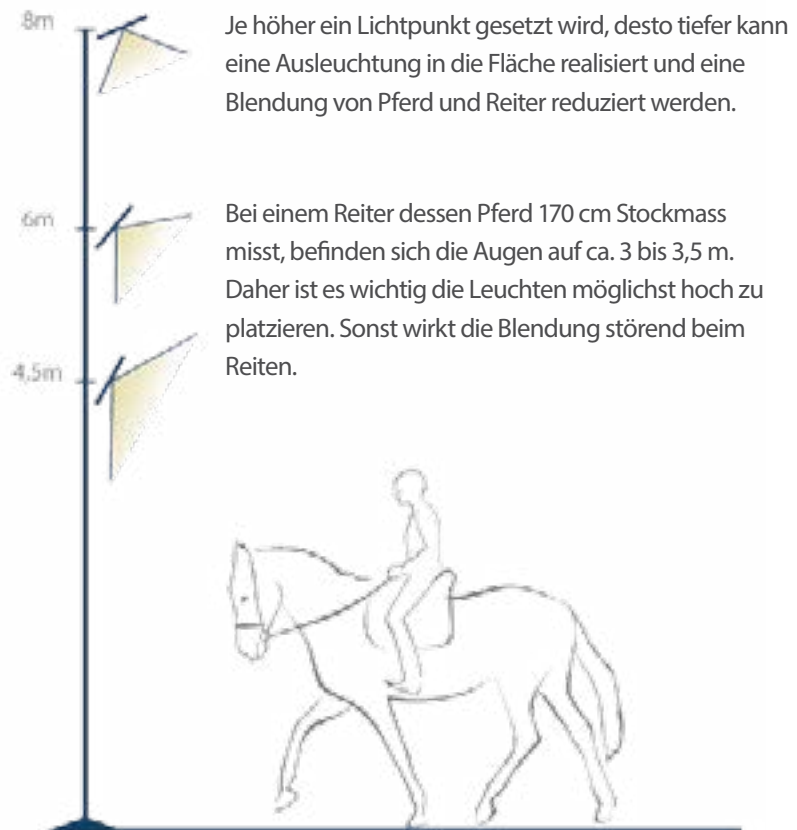 8m
Je höher ein Lichtpunkt gesetzt wird, desto tiefer kann
eine Ausleuchtung in die Fläche realisiert und eine
Blendung von Pferd und Reiter reduziert werden.
6m
Bei einem Reiter dessen Pferd 170 cm Stockmass
misst, befinden sich die Augen auf ca. 3 bis 3,5 m.
Daher ist es wichtig die Leuchten möglichst hoch zu
platzieren. Sonst wirkt die Blendung störend beim
Reiten.
4.5m